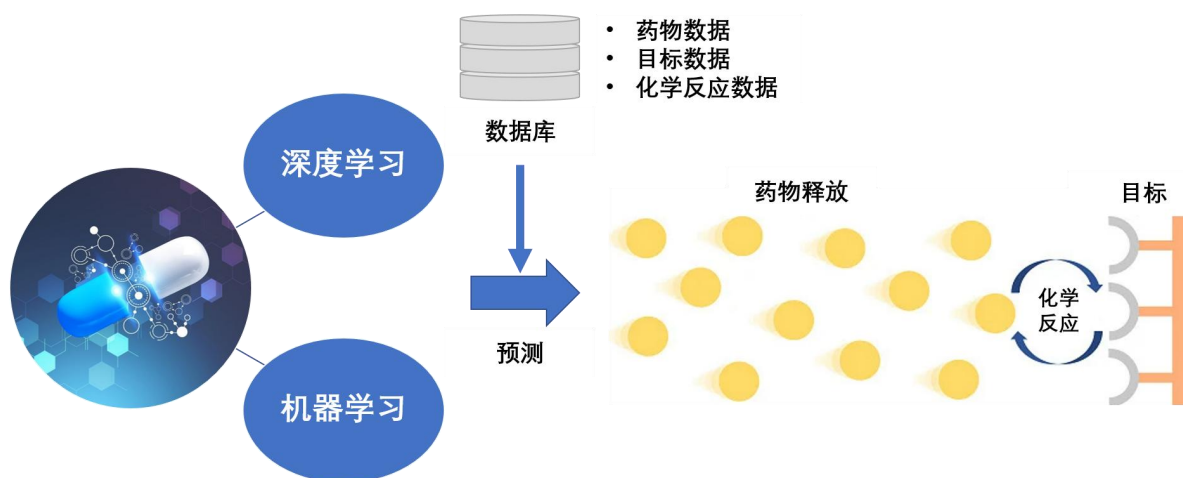 • 药物数据
• 目标数据
• 化学反应数据
数据库
深度学习
药物释放
目标
化学
反应
预测
机器学习